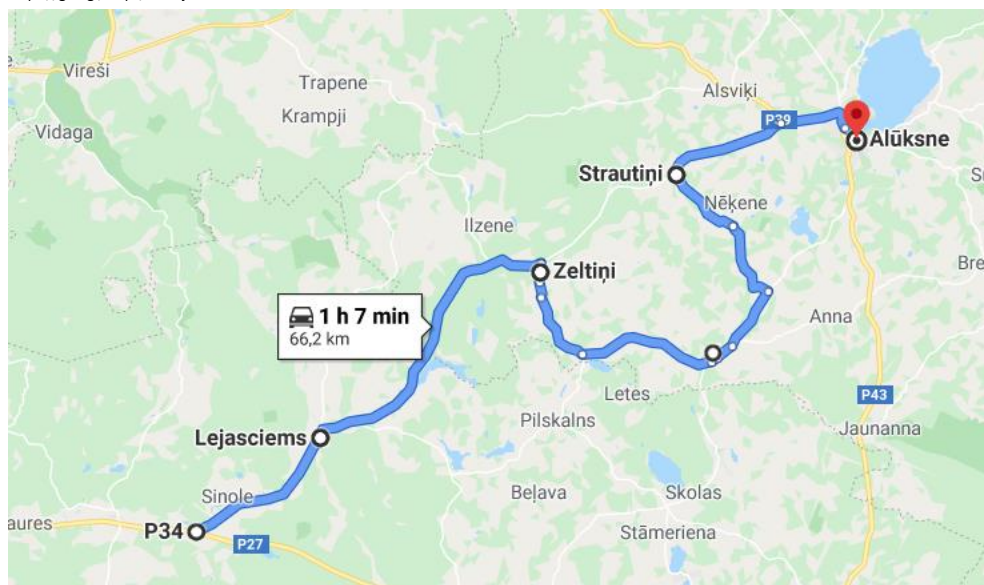 Vireši
Trapene
Krampji
Vidaga
Alsviķi
P39
Alūksne
Strautiņi
Nēķene
Ilzene
Zeltiņi
Bre
1 h 7 min
66,2 km
Anna
Letes
P43
Pilskalns
Jaunanna
Lejasciems
Sinole
Beļava
Skolas
aures
P34
P27
Stāmeriena